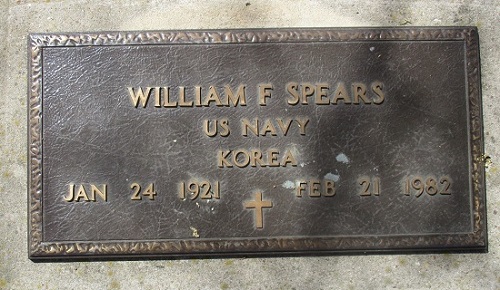 WILLIAM F SPEARS
US NAVY
KOREA
JAN 24 1921 FEB 21 1982